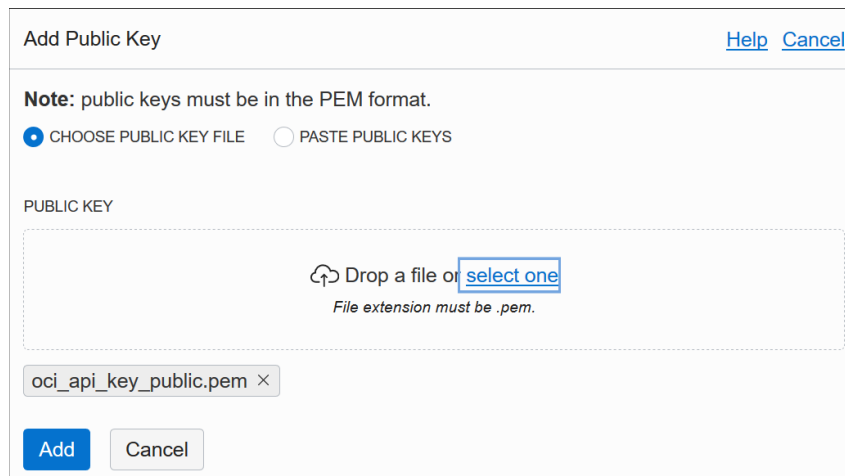 Add Public Key Help Cancel
Note: public keys must be in the PEM format.
CHOOSE PUBLIC KEY FILE PASTE PUBLIC KEYS
PUBLIC KEY
Drop a file or select one
File extension must be .pem.
oci_api_key_public.pem ×
Add Cancel